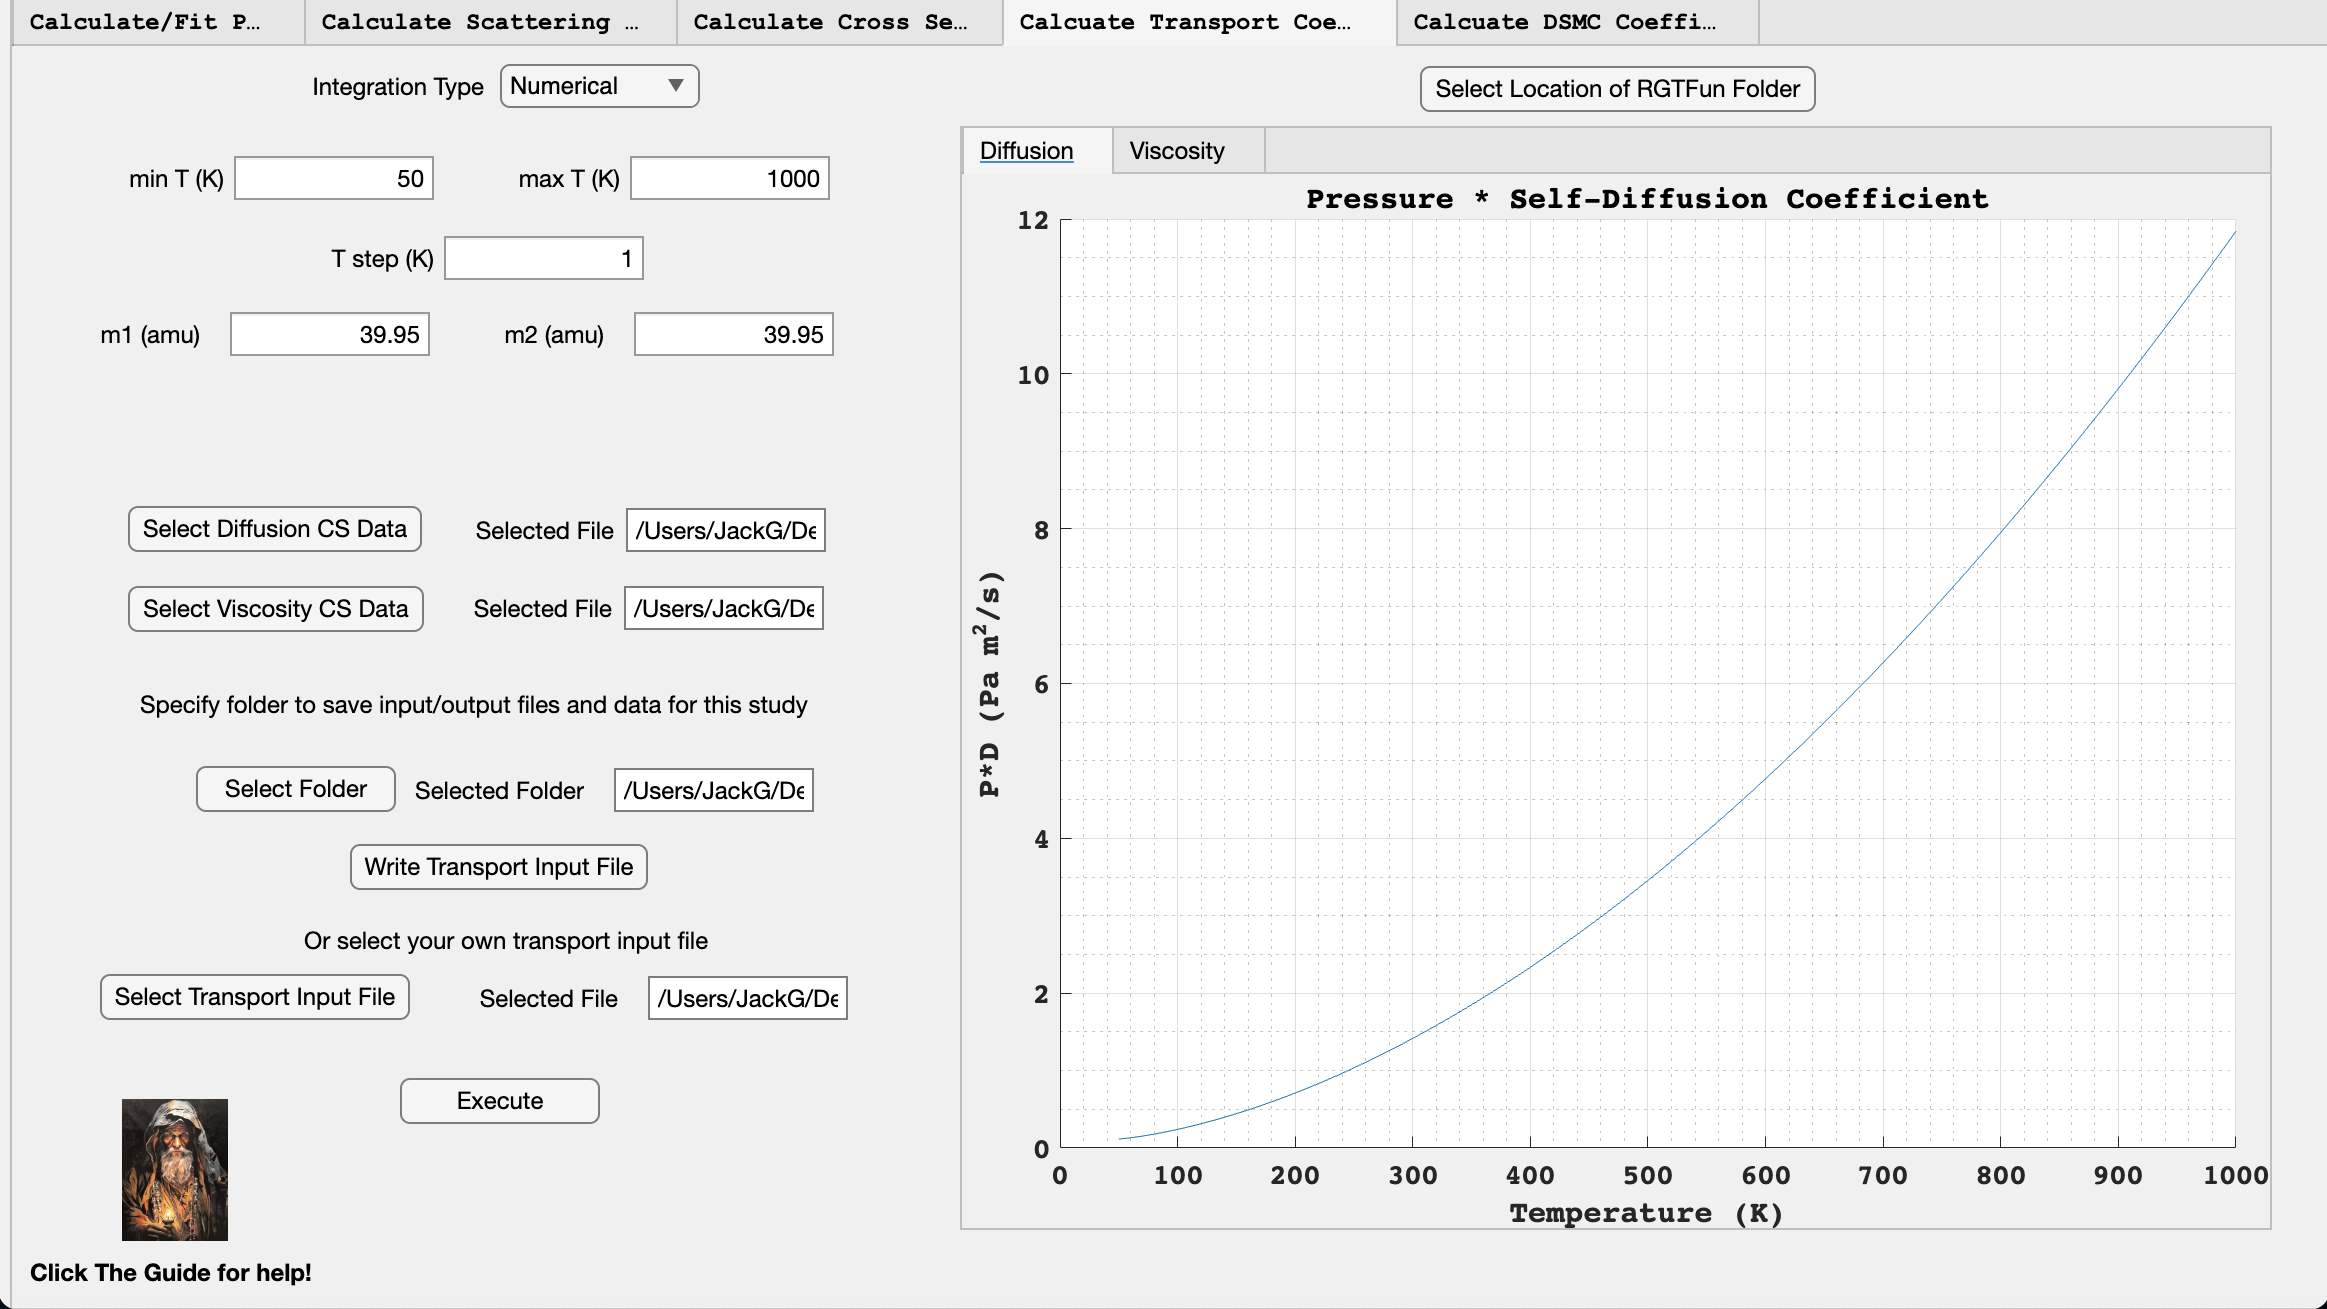 Calculate/Fit P...
Calculate Scattering ...
Calculate Cross Se...
Calcuate Transport Coe...
Calcuate DSMC Coeffi...
Integration Type
Numerical
Select Location of RGTFun Folder
min T (K)
50
max T (K)
1000
T step (K)
1
m1 (amu)
39.95
m2 (amu)
39.95
Select Diffusion CS Data
Selected File
/Users/JackG/De
Select Viscosity CS Data
Selected File
/Users/JackG/De
Specify folder to save input/output files and data for this study
Select Folder
Selected Folder
/Users/JackG/De
Write Transport Input File
Or select your own transport input file
Select Transport Input File
Selected File
/Users/JackG/De
Execute
Click The Guide for help!
Diffusion
Viscosity
Pressure * Self-Diffusion Coefficient
P*D (Pa m²/s)
12
10
8
6
4
2
0
0 100 200 300 400 500 600 700 800 900 1000
Temperature (K)